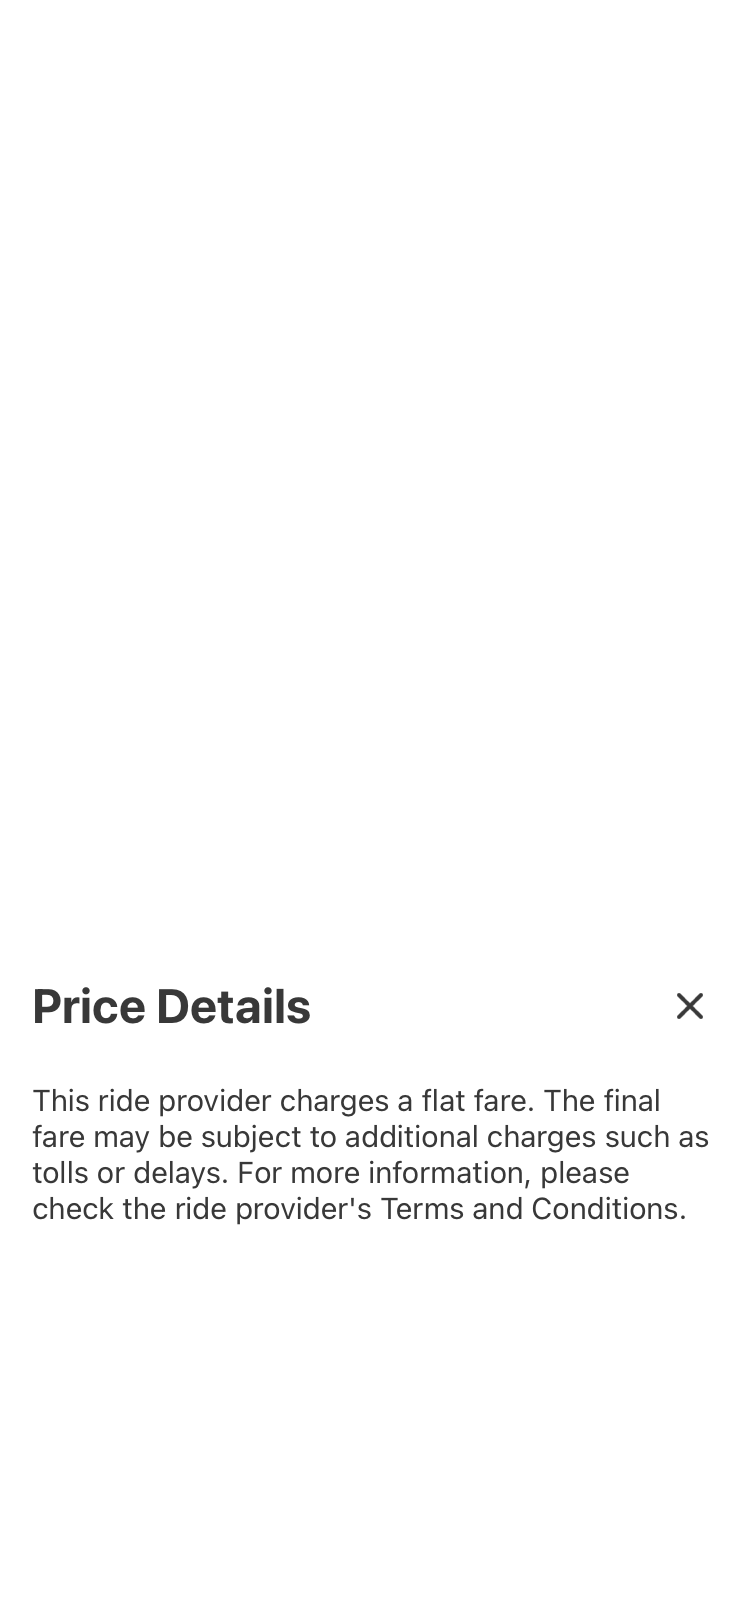 Price Details
This ride provider charges a flat fare. The final
fare may be subject to additional charges such as
tolls or delays. For more information, please
check the ride provider's Terms and Conditions.